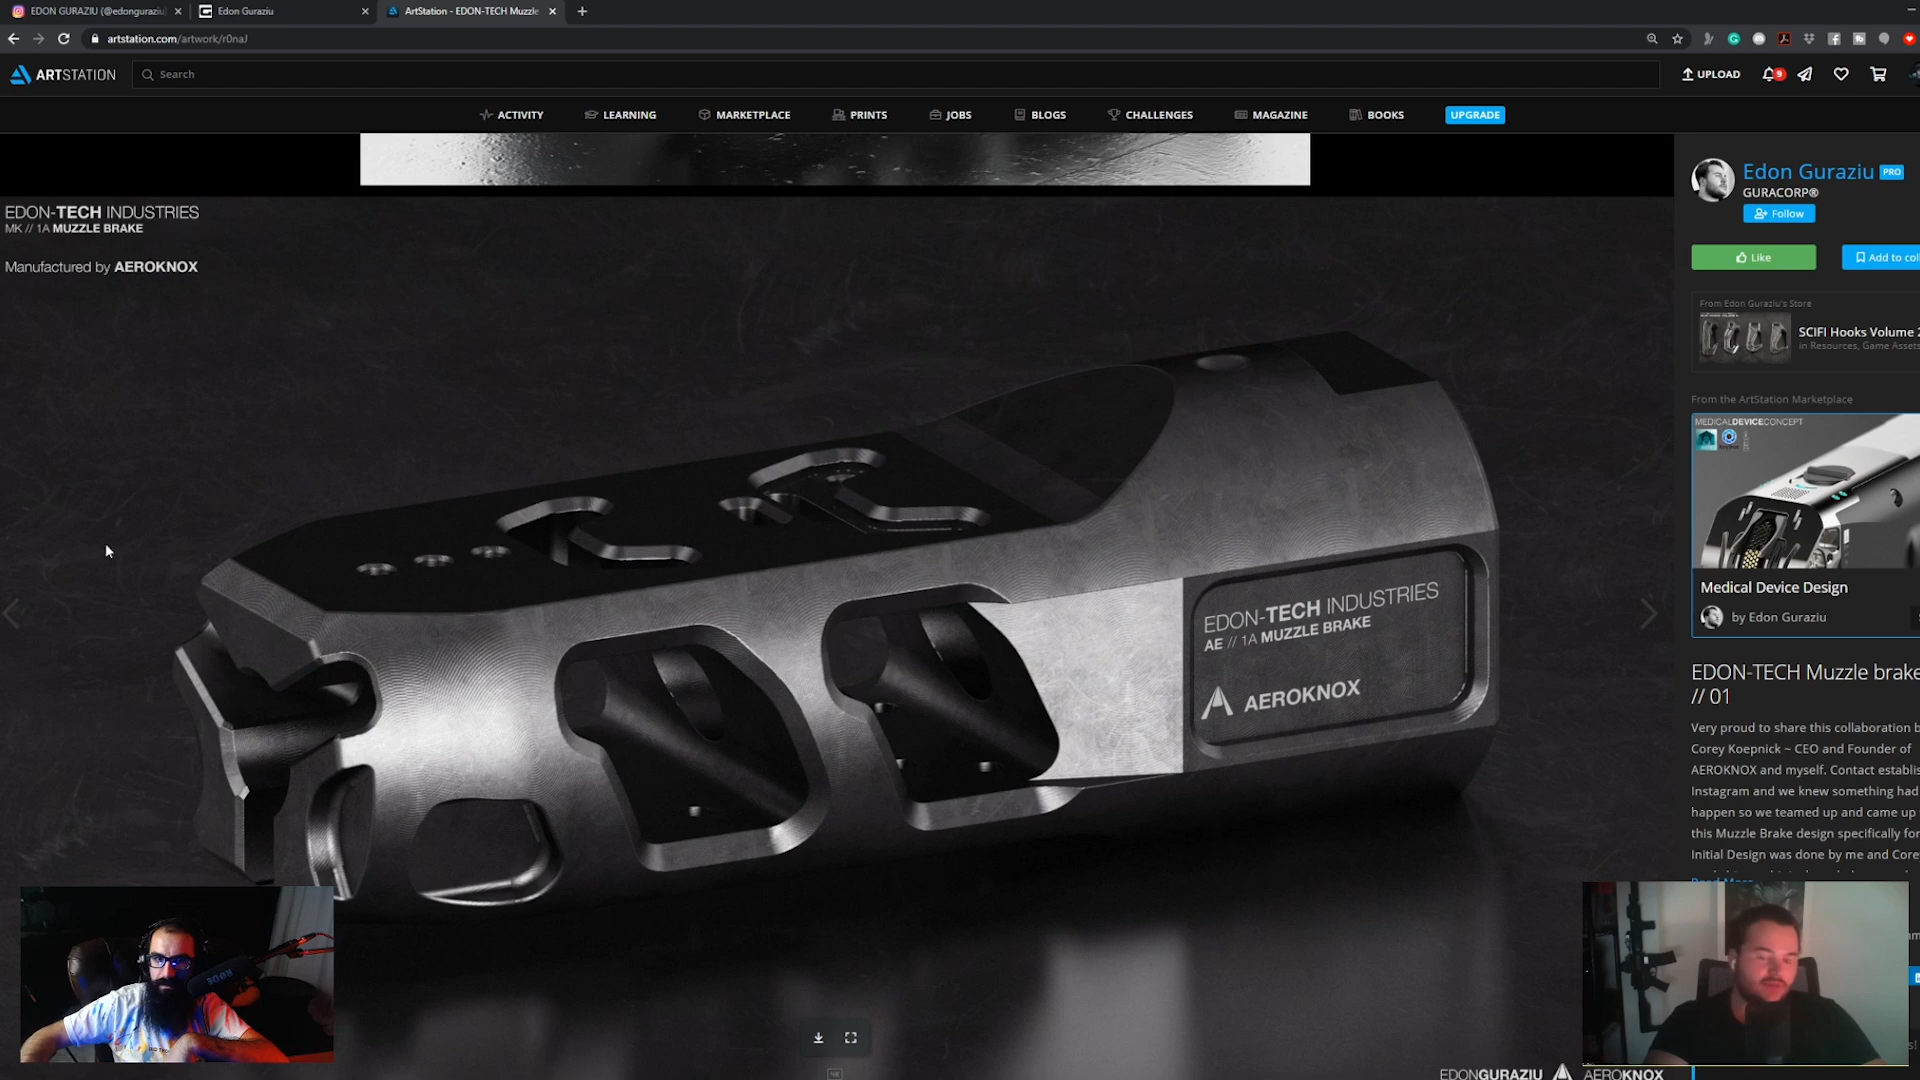 EDON GURAZIU (@edonguraziu
Edon Guraziu
ArtStation - EDON-TECH Muzzle
artstation.com/artwork/r0naJ
ARTSTATION
Search
UPLOAD
9
ACTIVITY
LEARNING
MARKETPLACE
PRINTS
JOBS
BLOGS
CHALLENGES
MAGAZINE
BOOKS
UPGRADE
EDON-TECH INDUSTRIES
MK // 1A MUZZLE BRAKE
Manufactured by AEROKNOX
EDON-TECH INDUSTRIES
AE // 1A MUZZLE BRAKE
AEROKNOX
Edon Guraziu PRO
GURACORP®
Follow
Like
Add to coll
From Edon Guraziu's Store
SCIFI Hooks Volume 2
in Resources, Game Assets
From the ArtStation Marketplace
MEDICALDEVICECONCEPT
Medical Device Design
by Edon Guraziu
EDON-TECH Muzzle brake
// 01
Very proud to share this collaboration b
Corey Koepnick ~ CEO and Founder of
AEROKNOX and myself. Contact establis
Instagram and we knew something had
happen so we teamed up and came up
this Muzzle Brake design specifically for
Initial Design was done by me and Core
RØDE
4K
EDONGURAZIU AEROKNOX